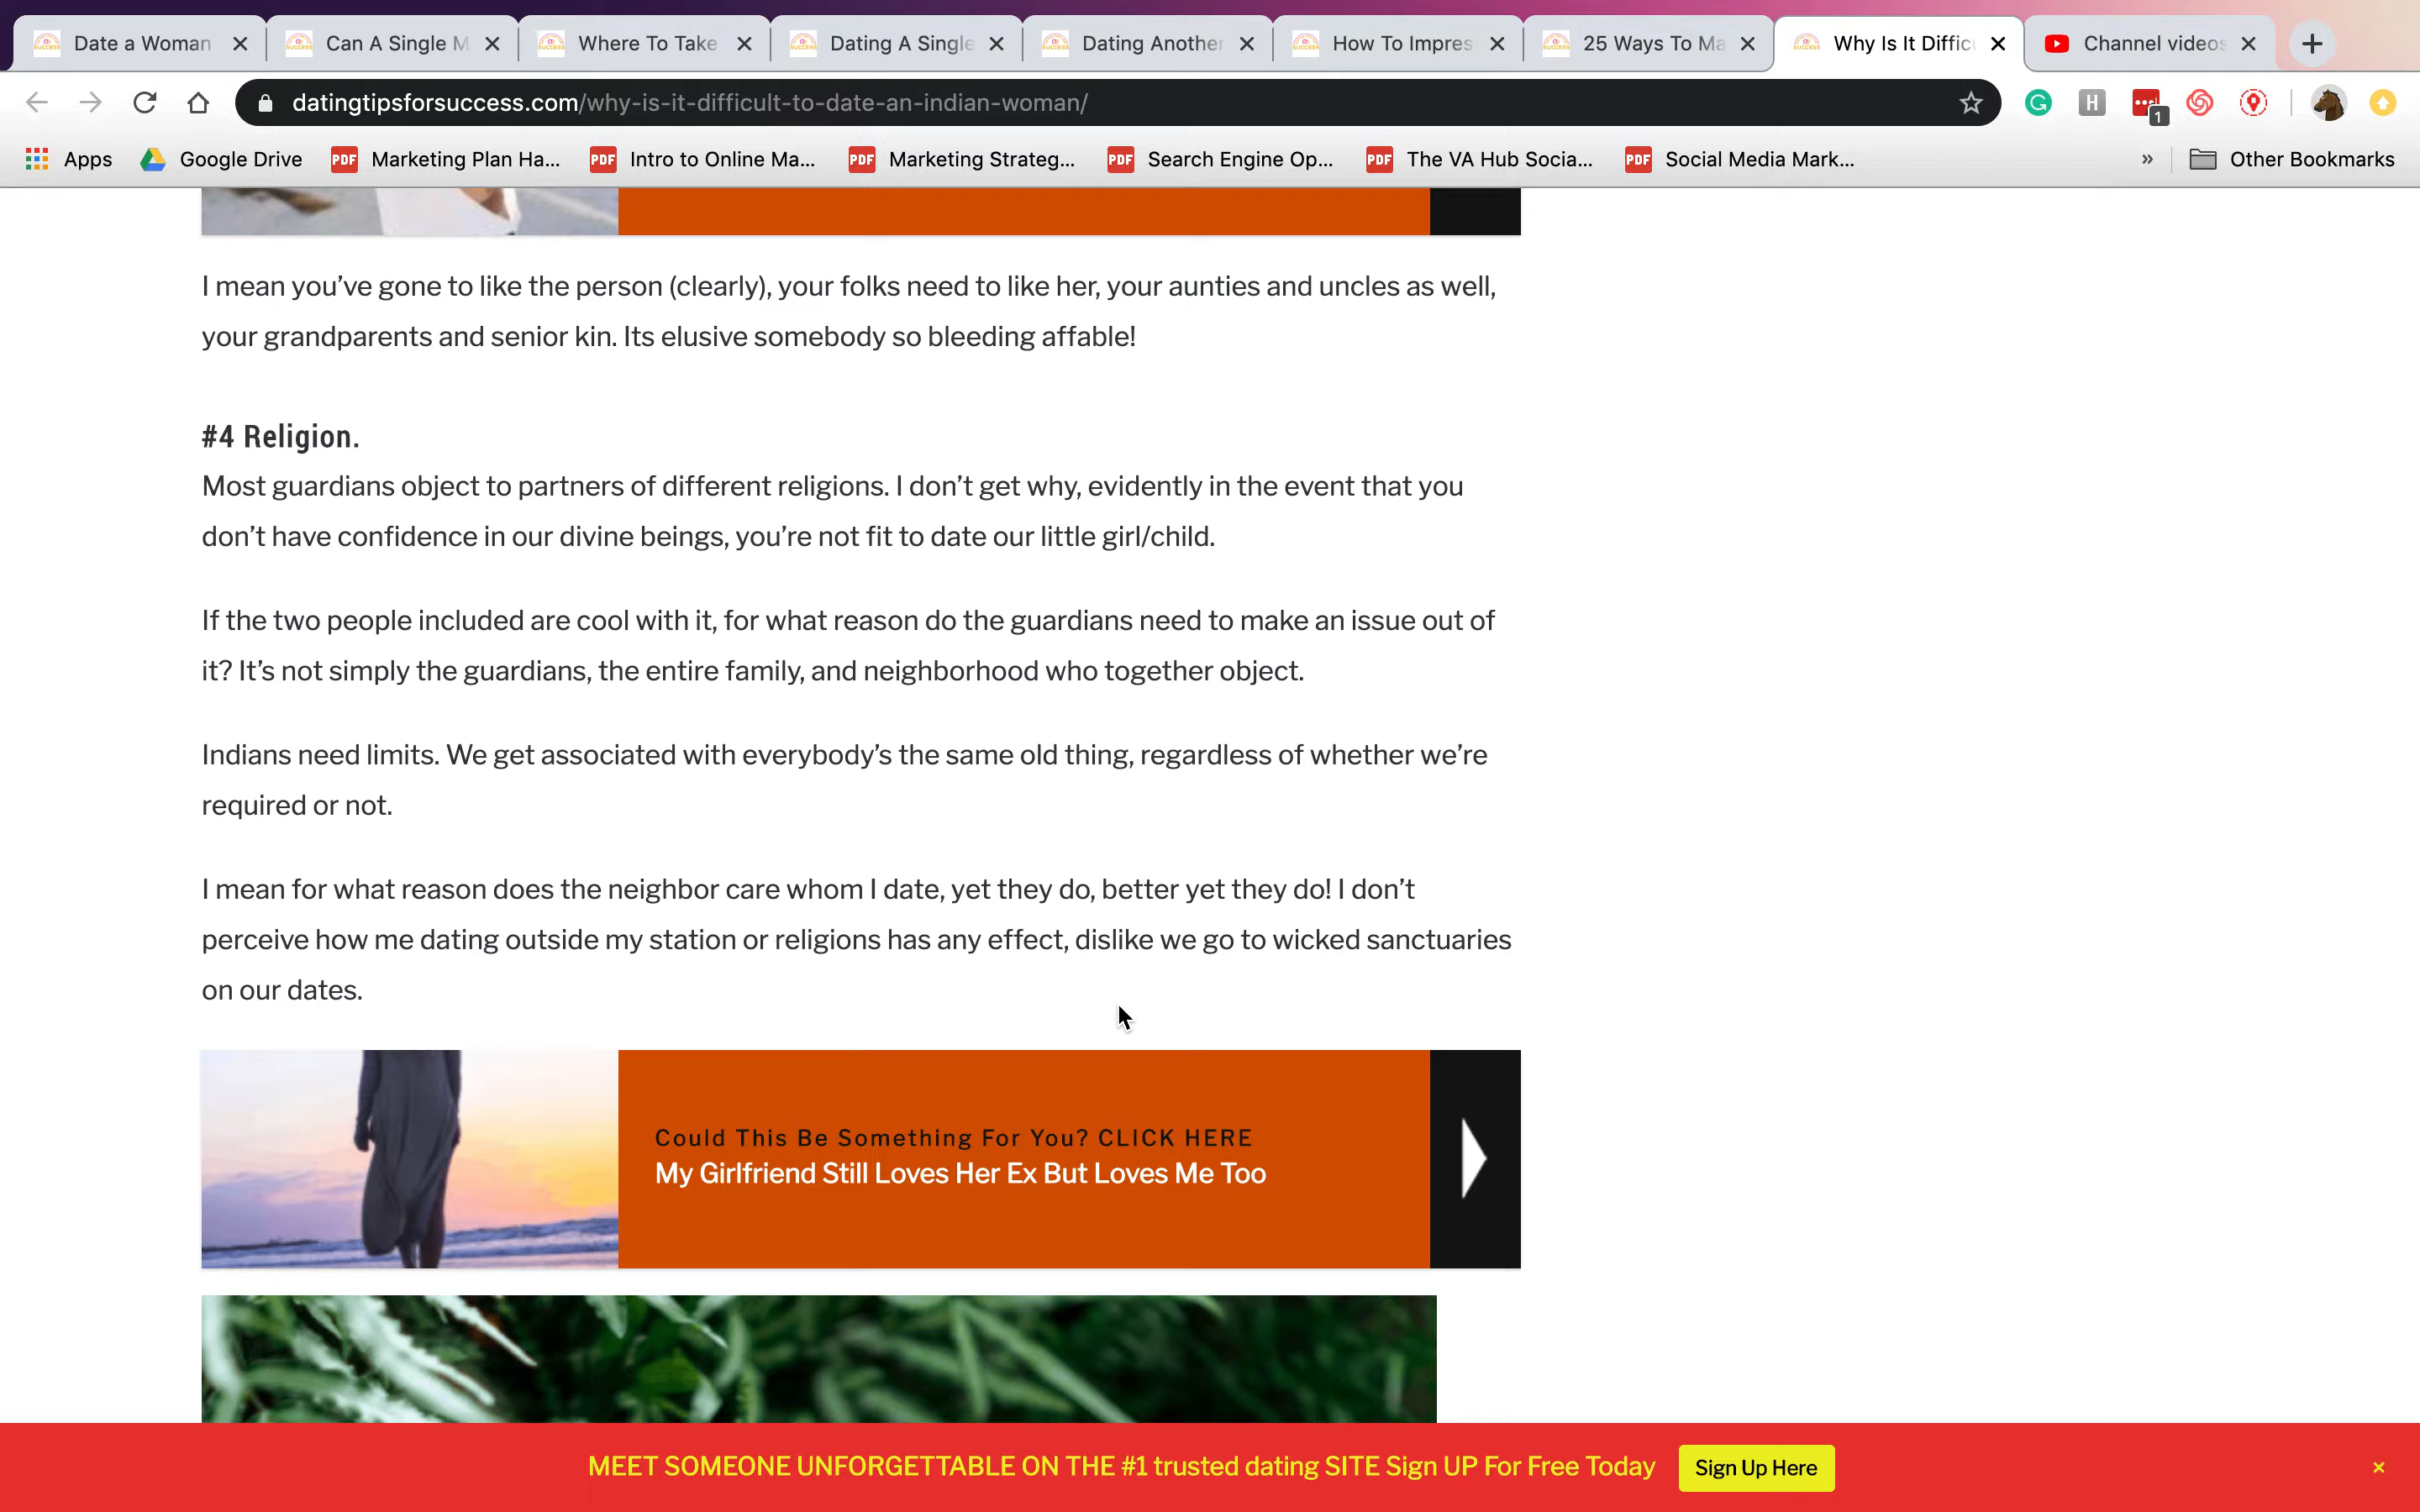 Date a Woman
Can A Single M
Where To Take
Dating A Single
Dating Another
How To Impres
25 Ways To Ma
Why Is It Difficu
Channel videos
datingtipsforsuccess.com/why-is-it-difficult-to-date-an-indian-woman/
1
Apps
Google Drive
PDF Marketing Plan Ha...
PDF Intro to Online Ma...
PDF Marketing Strateg...
PDF Search Engine Op...
PDF The VA Hub Socia...
PDF Social Media Mark...
»
Other Bookmarks
I mean you’ve gone to like the person (clearly), your folks need to like her, your aunties and uncles as well,
your grandparents and senior kin. Its elusive somebody so bleeding affable!
#4 Religion.
Most guardians object to partners of different religions. I don’t get why, evidently in the event that you
don’t have confidence in our divine beings, you’re not fit to date our little girl/child.
If the two people included are cool with it, for what reason do the guardians need to make an issue out of
it? It’s not simply the guardians, the entire family, and neighborhood who together object.
Indians need limits. We get associated with everybody’s the same old thing, regardless of whether we’re
required or not.
I mean for what reason does the neighbor care whom I date, yet they do, better yet they do! I don’t
perceive how me dating outside my station or religions has any effect, dislike we go to wicked sanctuaries
on our dates.
Could This Be Something For You? CLICK HERE
My Girlfriend Still Loves Her Ex But Loves Me Too
MEET SOMEONE UNFORGETTABLE ON THE #1 trusted dating SITE Sign UP For Free Today
Sign Up Here
×